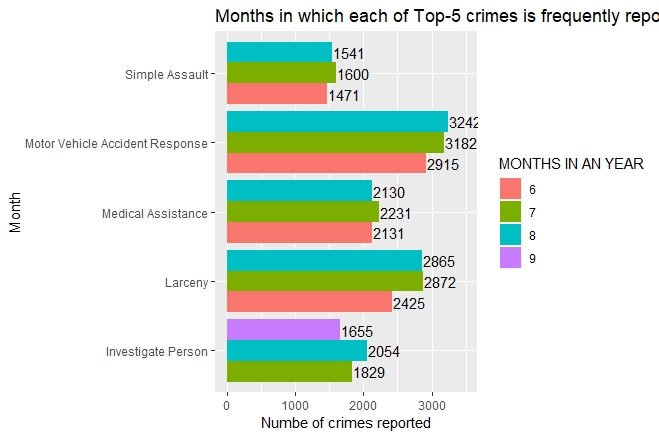 Months in which each of Top-5 crimes is frequently repo
Month
Simple Assault
1541
1600
1471
Motor Vehicle Accident Response
3242
3182
2915
Medical Assistance
2130
2231
2131
Larceny
2865
2872
2425
Investigate Person
1655
2054
1829
0
1000
2000
3000
Numbe of crimes reported
MONTHS IN AN YEAR
6
7
8
9